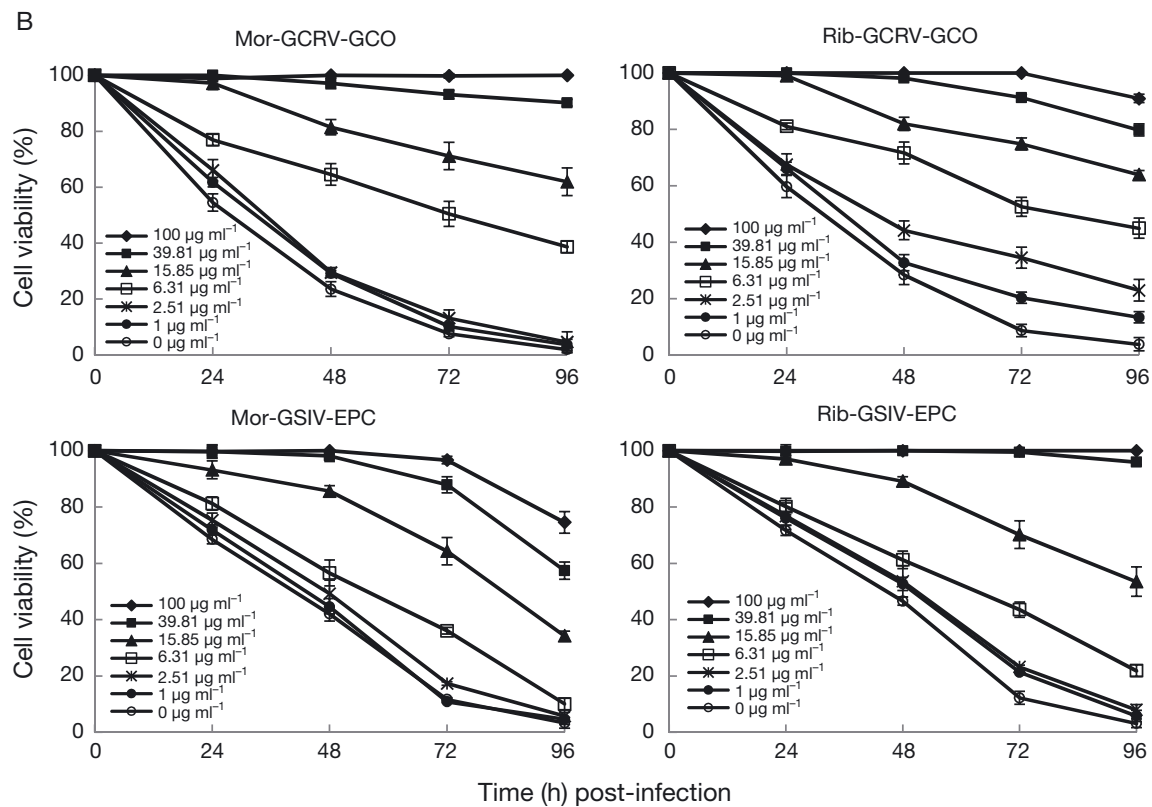 B
Mor-GCRV-GCO
100
80
60
40
20
0
Cell viability (%)
100 µg ml⁻¹
39.81 µg ml⁻¹
15.85 µg ml⁻¹
6.31 µg ml⁻¹
2.51 µg ml⁻¹
1 µg ml⁻¹
0 µg ml⁻¹
0 24 48 72 96
Rib-GCRV-GCO
100
80
60
40
20
0
100 µg ml⁻¹
39.81 µg ml⁻¹
15.85 µg ml⁻¹
6.31 µg ml⁻¹
2.51 µg ml⁻¹
1 µg ml⁻¹
0 µg ml⁻¹
0 24 48 72 96
Mor-GSIV-EPC
100
80
60
40
20
0
Cell viability (%)
100 µg ml⁻¹
39.81 µg ml⁻¹
15.85 µg ml⁻¹
6.31 µg ml⁻¹
2.51 µg ml⁻¹
1 µg ml⁻¹
0 µg ml⁻¹
0 24 48 72 96
Rib-GSIV-EPC
100
80
60
40
20
0
100 µg ml⁻¹
39.81 µg ml⁻¹
15.85 µg ml⁻¹
6.31 µg ml⁻¹
2.51 µg ml⁻¹
1 µg ml⁻¹
0 µg ml⁻¹
0 24 48 72 96
Time (h) post-infection